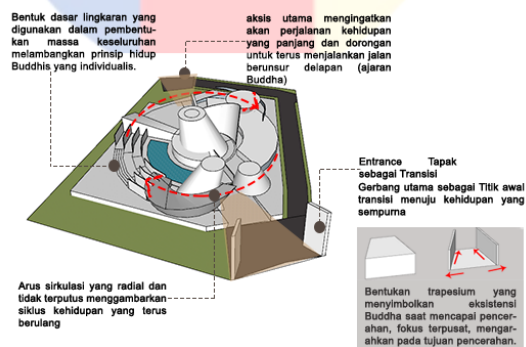 Bentuk dasar lingkaran yang
digunakan dalam pembentu-
kan massa keseluruhan
melambangkan prinsip hidup
Buddhis yang individualis.
aksis utama mengingatkan
akan perjalanan kehidupan
yang panjang dan dorongan
untuk terus menjalankan jalan
berunsur delapan (ajaran
Buddha)
Entrance Tapak
sebagai Transisi
Gerbang utama sebagai Titik awal
transisi menuju kehidupan yang
sempurna
Arus sirkulasi yang radial dan
tidak terputus menggambarkan
siklus kehidupan yang terus
berulang
Bentukan trapesium yang
menyimbolkan eksistensi
Buddha saat mencapai pencer-
ahan, fokus terpusat, mengar-
ahkan pada tujuan pencerahan.